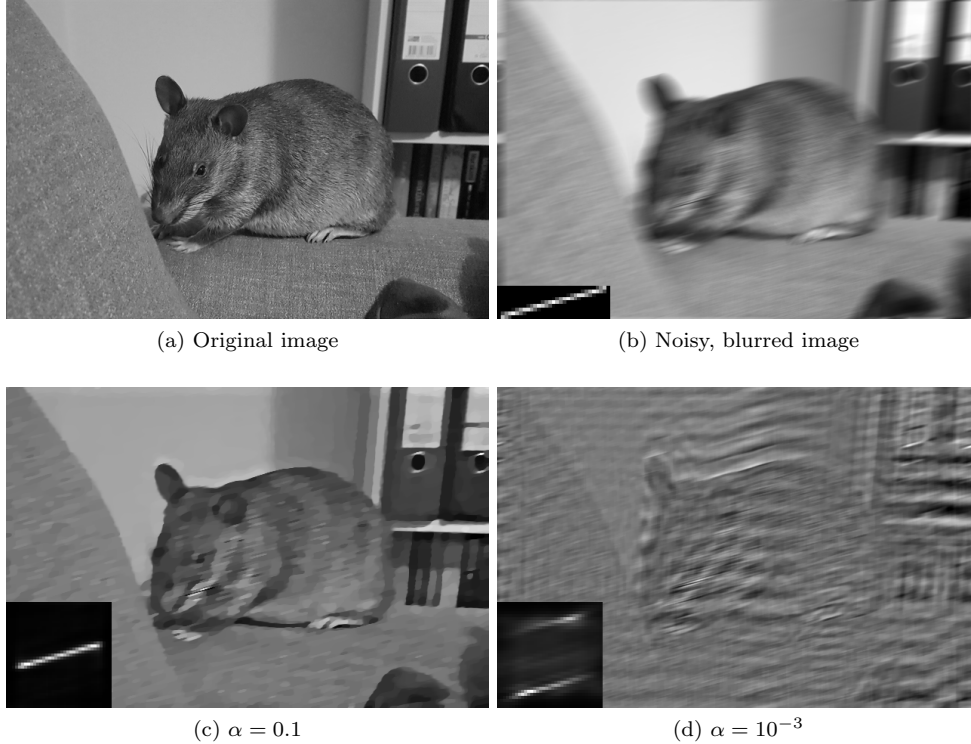 (a) Original image
(b) Noisy, blurred image
(c) α = 0.1
(d) α = 10⁻³